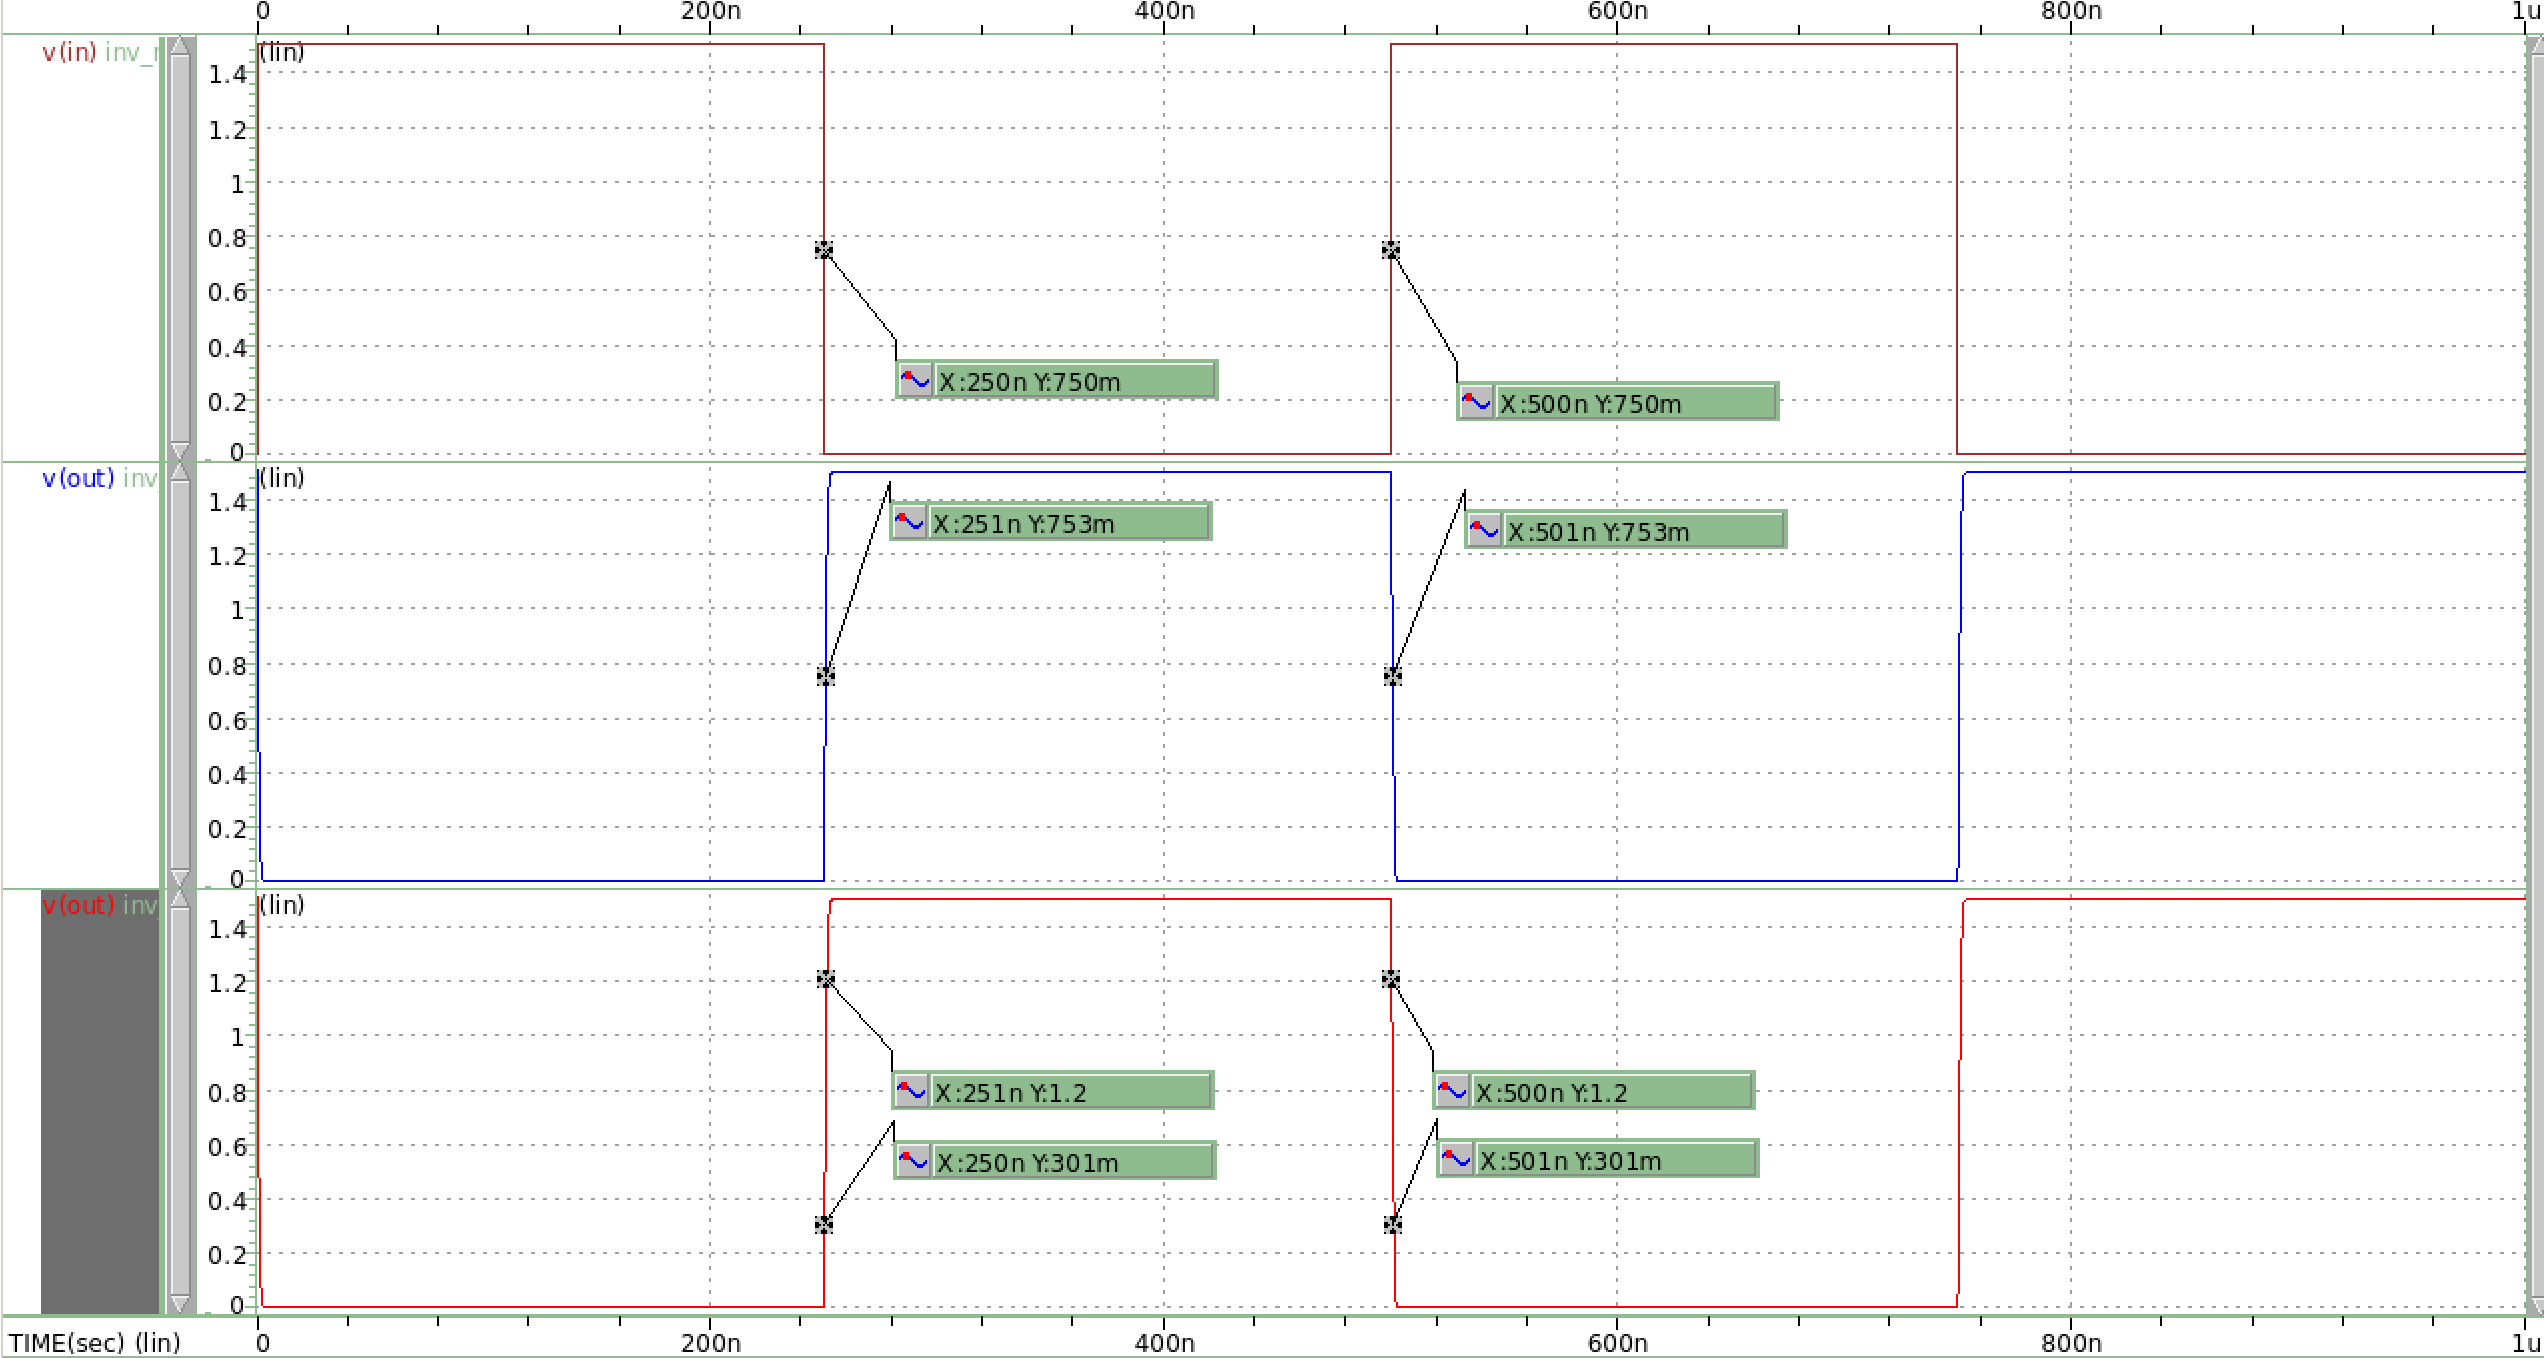 0 200n 400n 600n 800n 1u
v(in) inv_r (lin)
1.4
1.2
1
0.8
0.6
0.4
X:250n Y:750m
X:500n Y:750m
0.2
0
v(out) inv_ (lin)
1.4
X:251n Y:753m
X:501n Y:753m
1.2
1
0.8
0.6
0.4
0.2
0
v(out) inv_ (lin)
1.4
1.2
1
0.8
X:251n Y:1.2
X:500n Y:1.2
0.6
X:250n Y:301m
X:501n Y:301m
0.4
0.2
0
TIME(sec) (lin) 0 200n 400n 600n 800n 1u